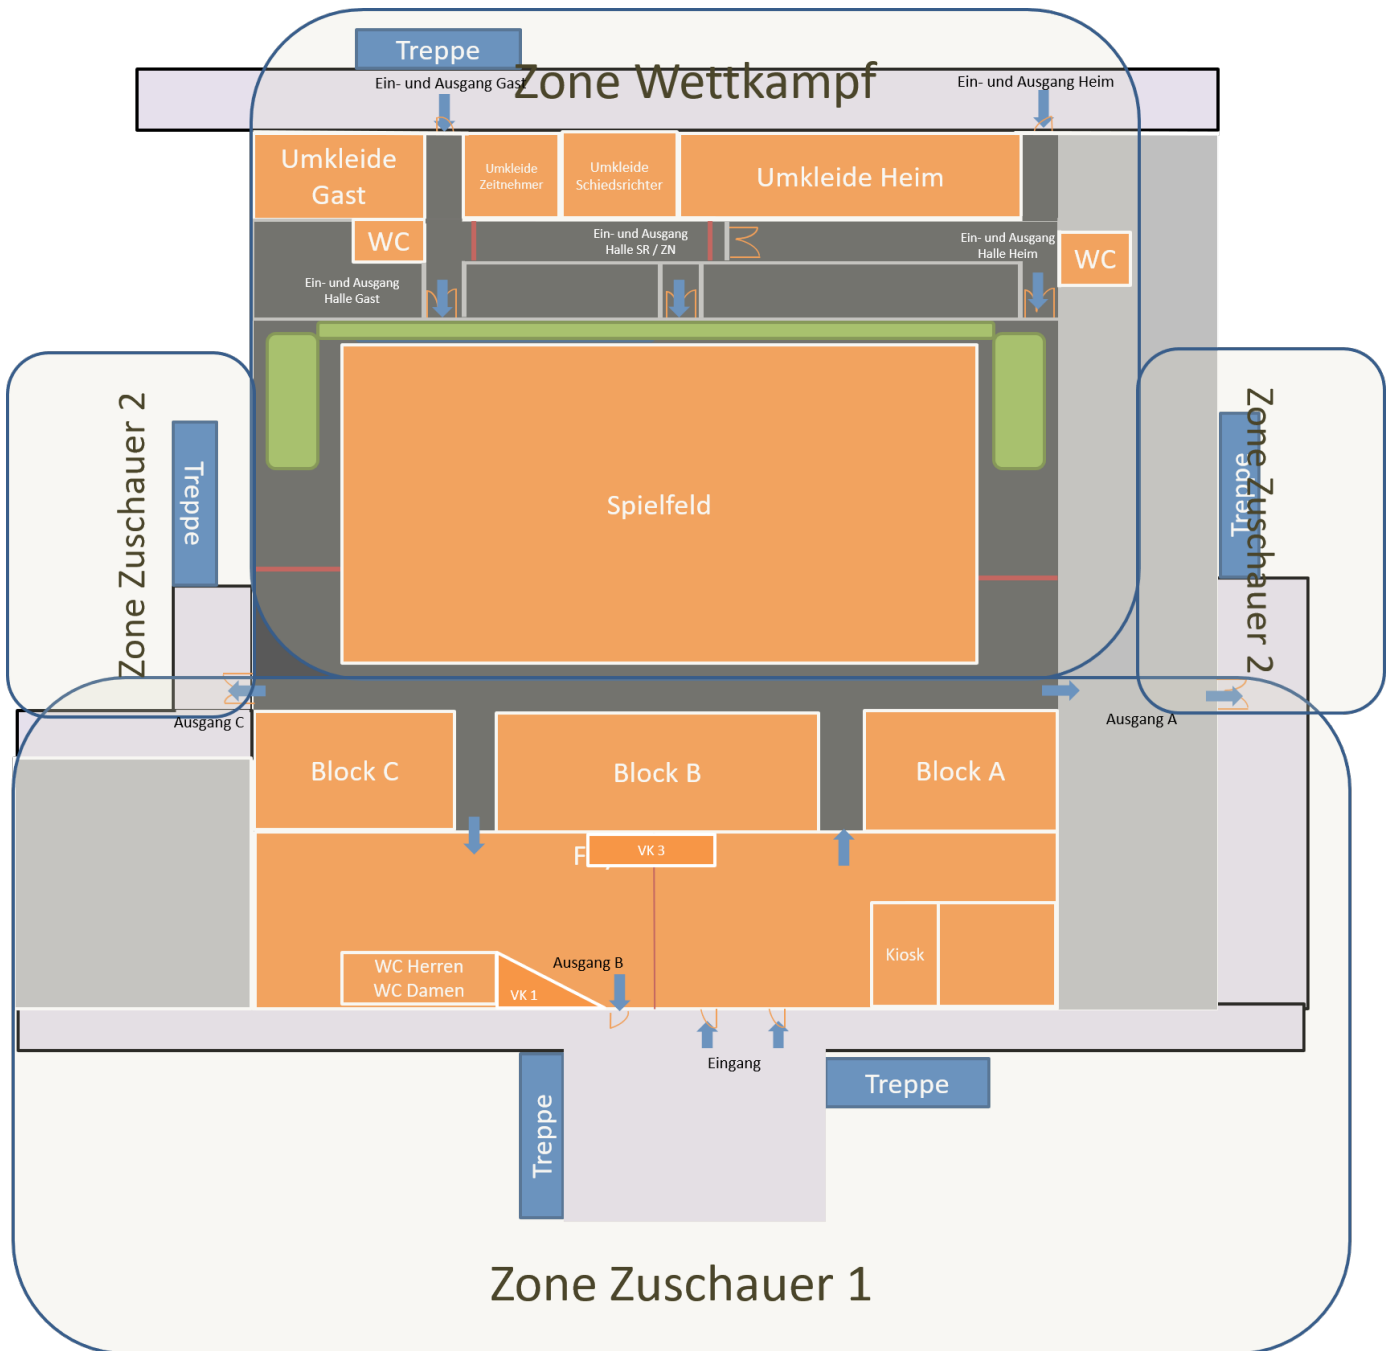 Treppe
Zone Wettkampf
Ein- und Ausgang Gast
Ein- und Ausgang Heim
Umkleide
Gast
Umkleide
Zeitnehmer
Umkleide
Schiedsrichter
Umkleide Heim
WC
Ein- und Ausgang
Halle SR / ZN
Ein- und Ausgang
Halle Heim
WC
Ein- und Ausgang
Halle Gast
Zone Zuschauer 2
Treppe
Spielfeld
Treppe
Zone Zuschauer 2
Ausgang C
Ausgang A
Block C
Block B
Block A
VK 3
WC Herren
WC Damen
VK 1
Ausgang B
Kiosk
Eingang
Treppe
Treppe
Zone Zuschauer 1